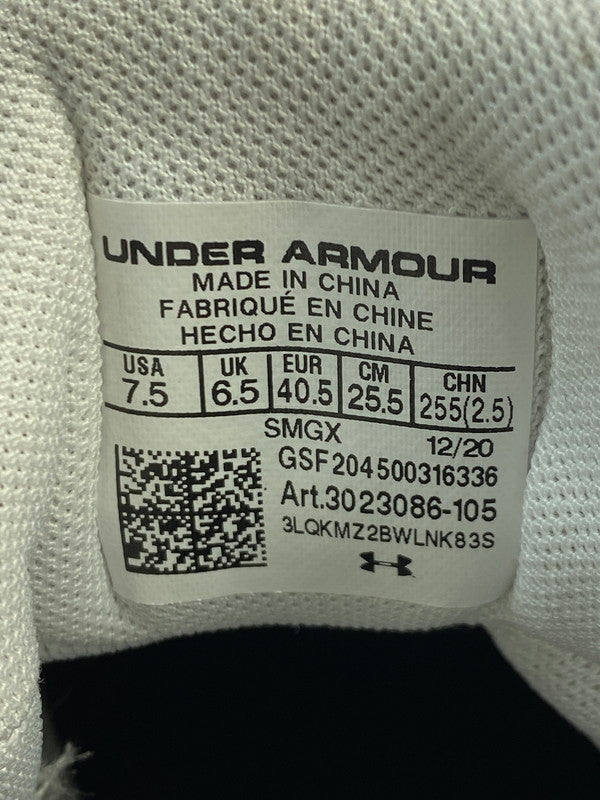 UNDER ARMOUR
MADE IN CHINA
FABRIQUÉ EN CHINE
HECHO EN CHINA
USA UK EUR CM CHN
7.5 6.5 40.5 25.5 255(2.5)
SMGX 12/20
GSF204500316336
Art.3023086-105
3LQKMZ2BWLNK83S